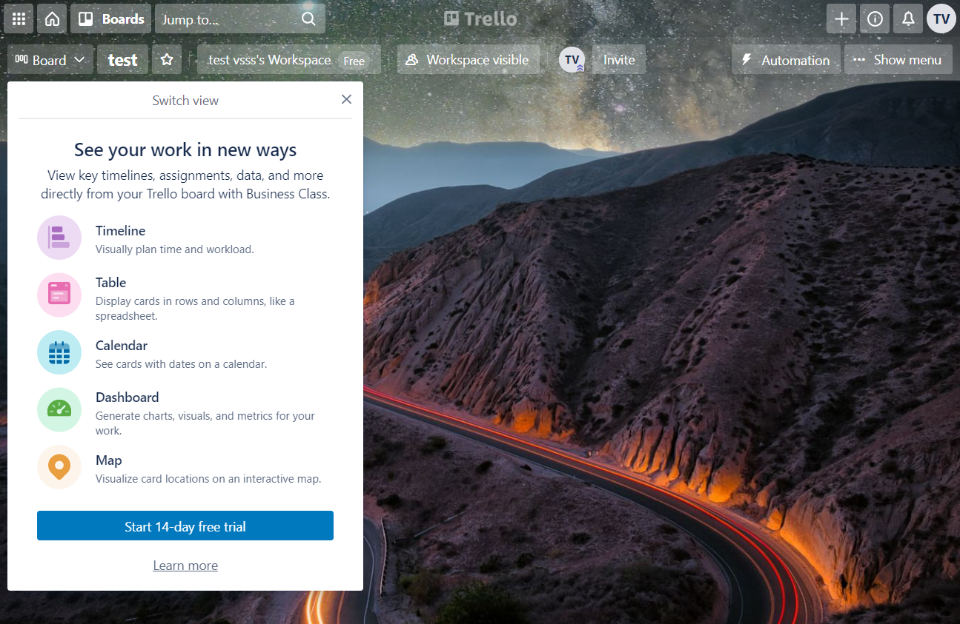 Boards
Jump to...
Trello
TV
Board
test
test vsss's Workspace
Free
Workspace visible
TV
Invite
Automation
Show menu
Switch view
See your work in new ways
View key timelines, assignments, data, and more
directly from your Trello board with Business Class.
Timeline
Visually plan time and workload.
Table
Display cards in rows and columns, like a
spreadsheet.
Calendar
See cards with dates on a calendar.
Dashboard
Generate charts, visuals, and metrics for your
work.
Map
Visualize card locations on an interactive map.
Start 14-day free trial
Learn more